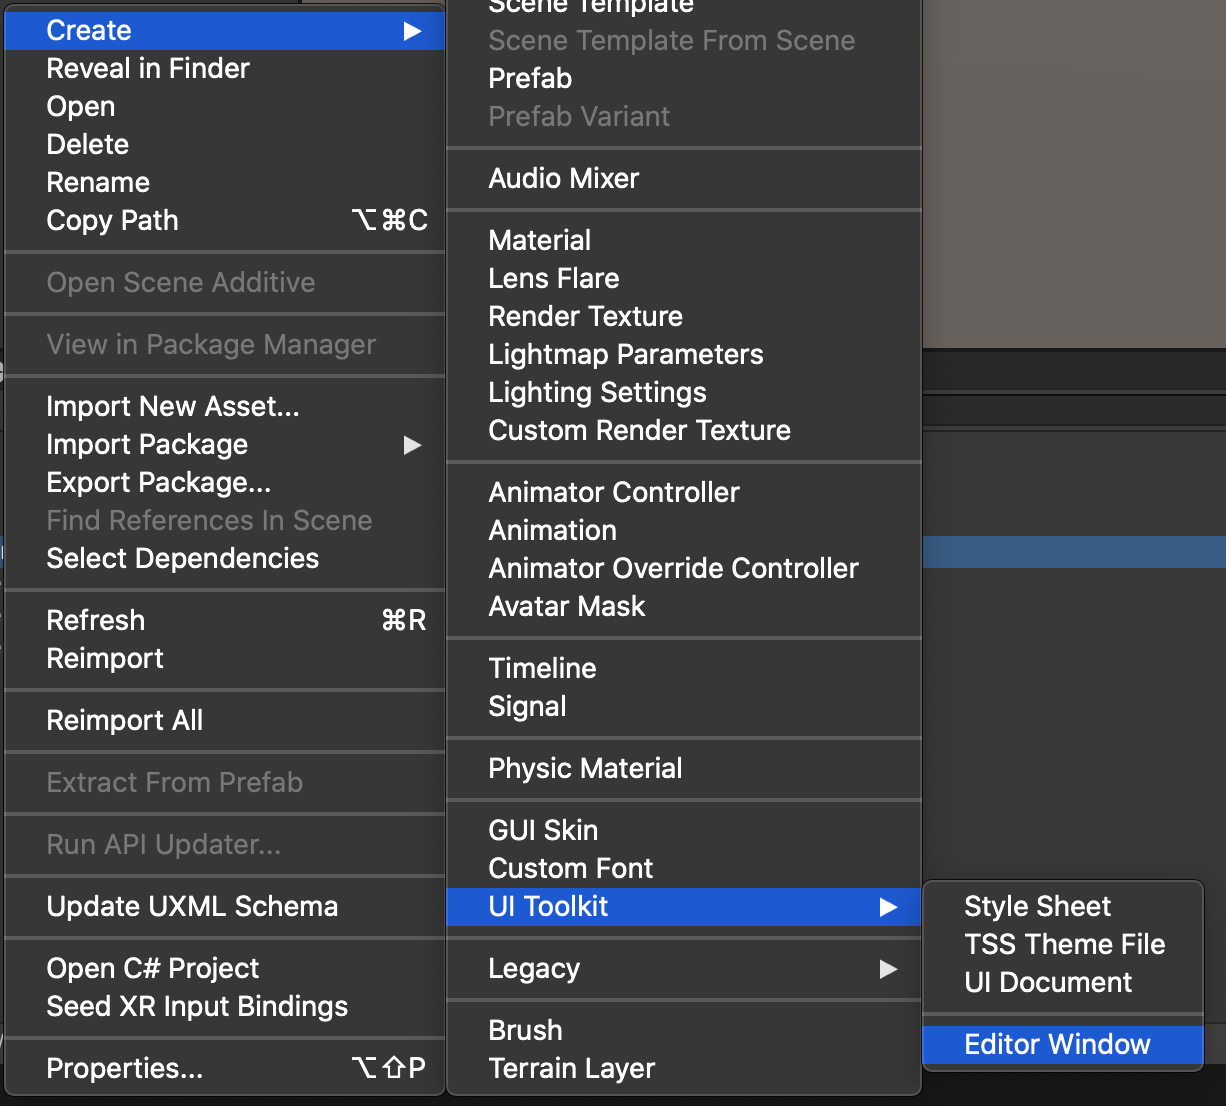 Create
Reveal in Finder
Open
Delete
Rename
Copy Path ⌥⌘C
Open Scene Additive
View in Package Manager
Import New Asset...
Import Package
Export Package...
Find References In Scene
Select Dependencies
Refresh ⌘R
Reimport
Reimport All
Extract From Prefab
Run API Updater...
Update UXML Schema
Open C# Project
Seed XR Input Bindings
Properties... ⌥⇧P
Scene Template
Scene Template From Scene
Prefab
Prefab Variant
Audio Mixer
Material
Lens Flare
Render Texture
Lightmap Parameters
Lighting Settings
Custom Render Texture
Animator Controller
Animation
Animator Override Controller
Avatar Mask
Timeline
Signal
Physic Material
GUI Skin
Custom Font
UI Toolkit
Legacy
Brush
Terrain Layer
Style Sheet
TSS Theme File
UI Document
Editor Window